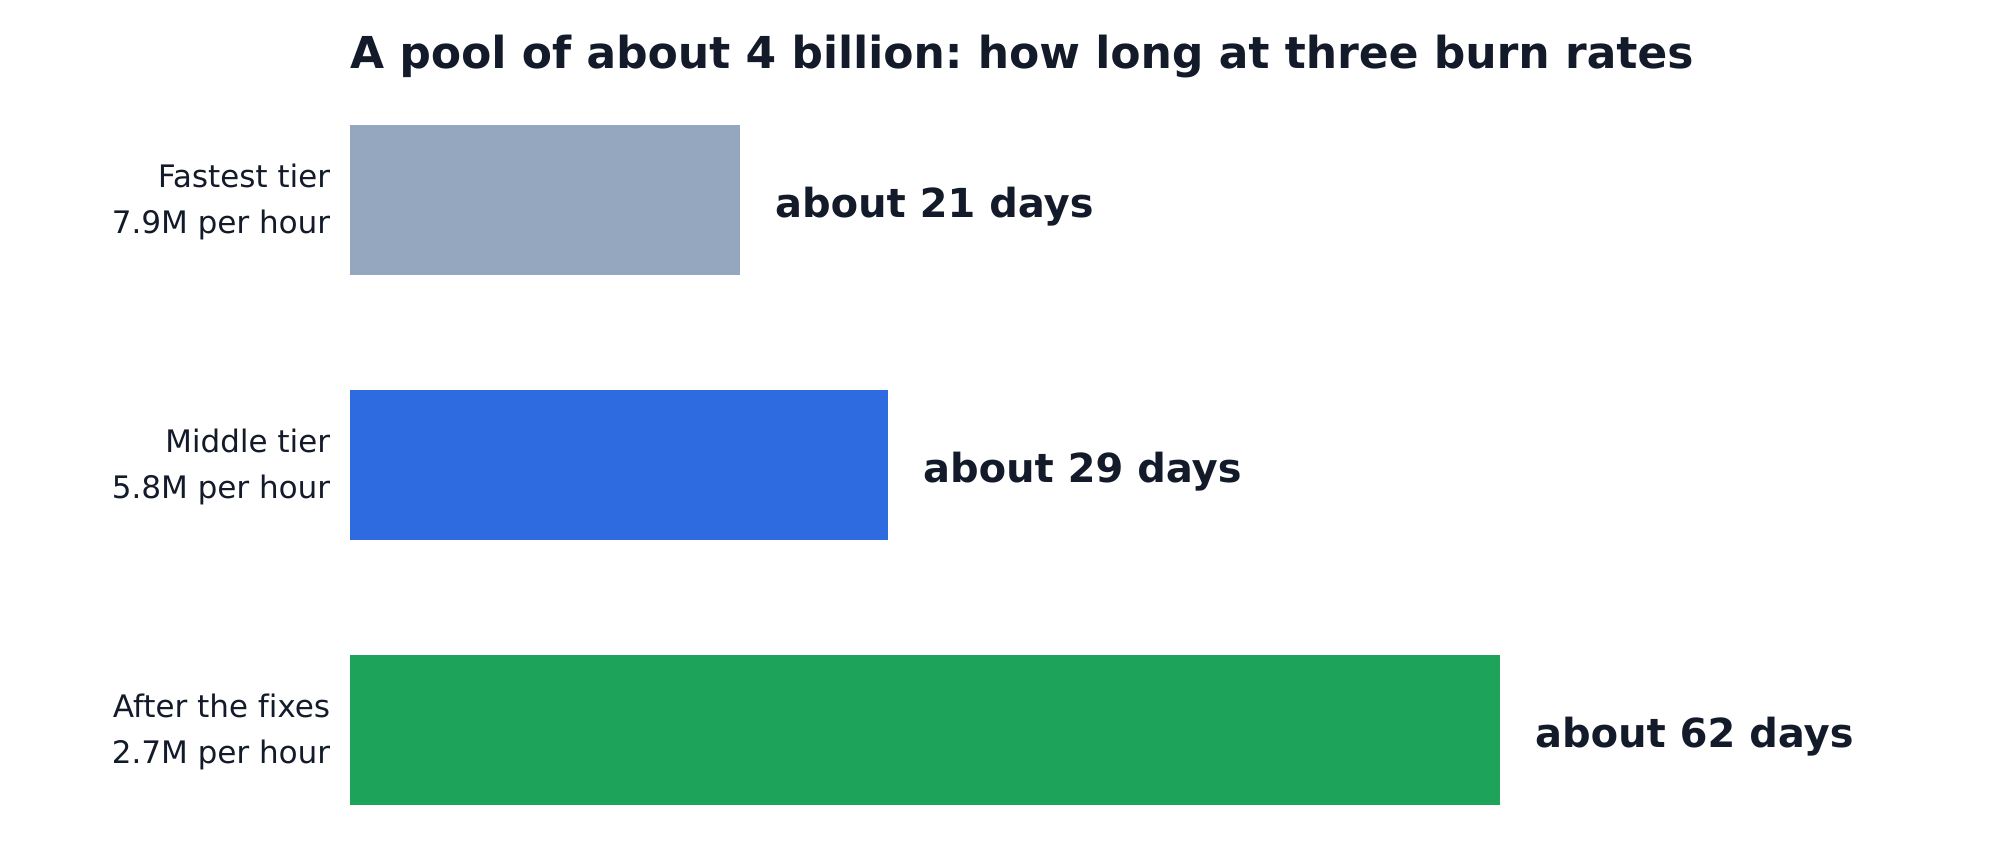 A pool of about 4 billion: how long at three burn rates
Fastest tier
7.9M per hour
about 21 days
Middle tier
5.8M per hour
about 29 days
After the fixes
2.7M per hour
about 62 days